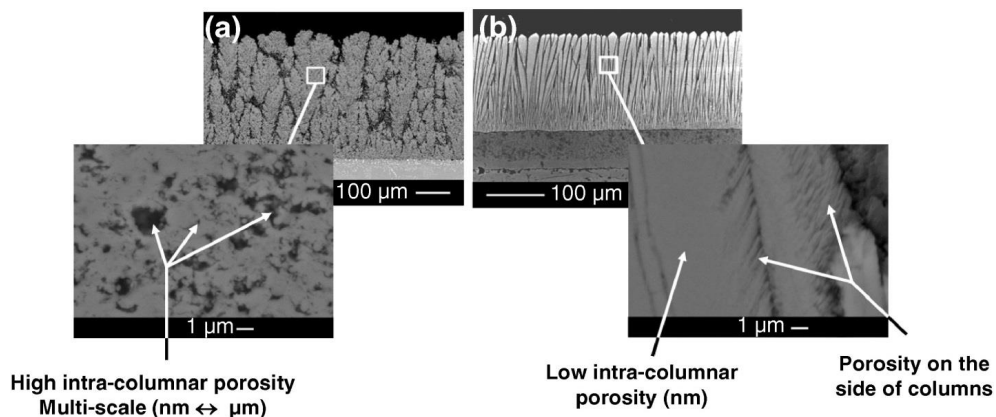 (a)
(b)
100 µm
100 µm
1 µm
1 µm
High intra-columnar porosity
Multi-scale (nm ↔ µm)
Low intra-columnar
porosity (nm)
Porosity on the
side of columns